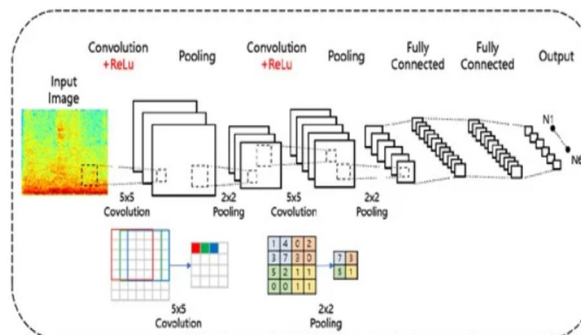 Convolution
+ReLu
Pooling
Convolution
+ReLu
Pooling
Fully
Connected
Fully
Connected
Output
Input
Image
N1
N6
5x5
Covolution
2x2
Pooling
5x5
Covolution
2x2
Pooling
1 4 0 2
3 7 3 0
5 2 1 1
0 0 1 1
7 3
5 1
5x5
Covolution
2x2
Pooling